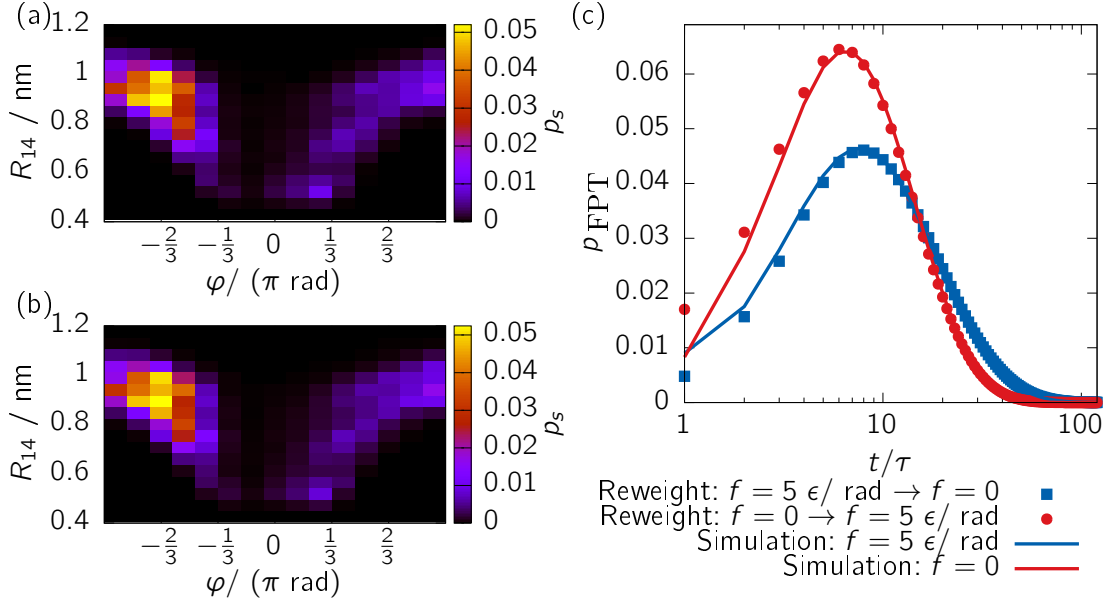 (a)
1.2
1
0.8
0.6
0.4
R14 / nm
−2/3
−1/3
0
1/3
2/3
φ/ (π rad)
0.05
0.04
0.03
0.02
0.01
0
ps
(b)
1.2
1
0.8
0.6
0.4
R14 / nm
−2/3
−1/3
0
1/3
2/3
φ/ (π rad)
0.05
0.04
0.03
0.02
0.01
0
ps
(c)
0.06
0.05
0.04
0.03
0.02
0.01
0
pFPT
1
10
100
t/τ
Reweight: f = 5 ϵ/ rad → f = 0
Reweight: f = 0 → f = 5 ϵ/ rad
Simulation: f = 5 ϵ/ rad
Simulation: f = 0